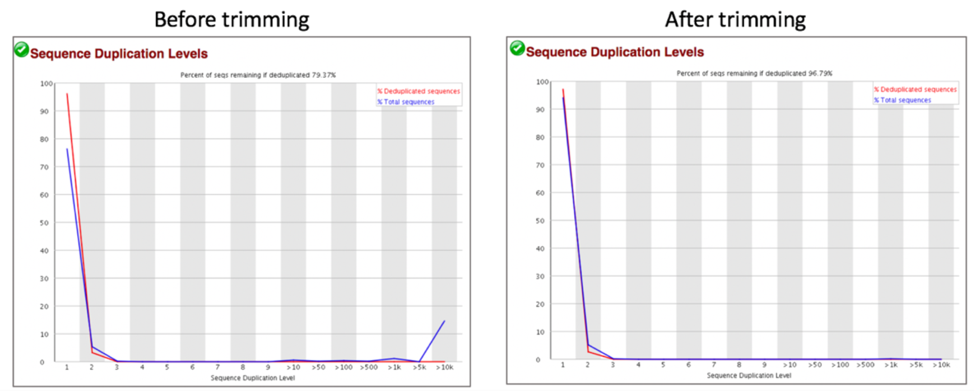 Before trimming
After trimming
Sequence Duplication Levels
Percent of seqs remaining if deduplicated 79.37%
% Deduplicated sequences
% Total sequences
100
90
80
70
60
50
40
30
20
10
0
1 2 3 4 5 6 7 8 9 >10 >50 >100 >500 >1k >5k >10k
Sequence Duplication Level
Sequence Duplication Levels
Percent of seqs remaining if deduplicated 96.79%
% Deduplicated sequences
% Total sequences
100
90
80
70
60
50
40
30
20
10
0
1 2 3 4 5 6 7 8 9 >10 >50 >100 >500 >1k >5k >10k
Sequence Duplication Level